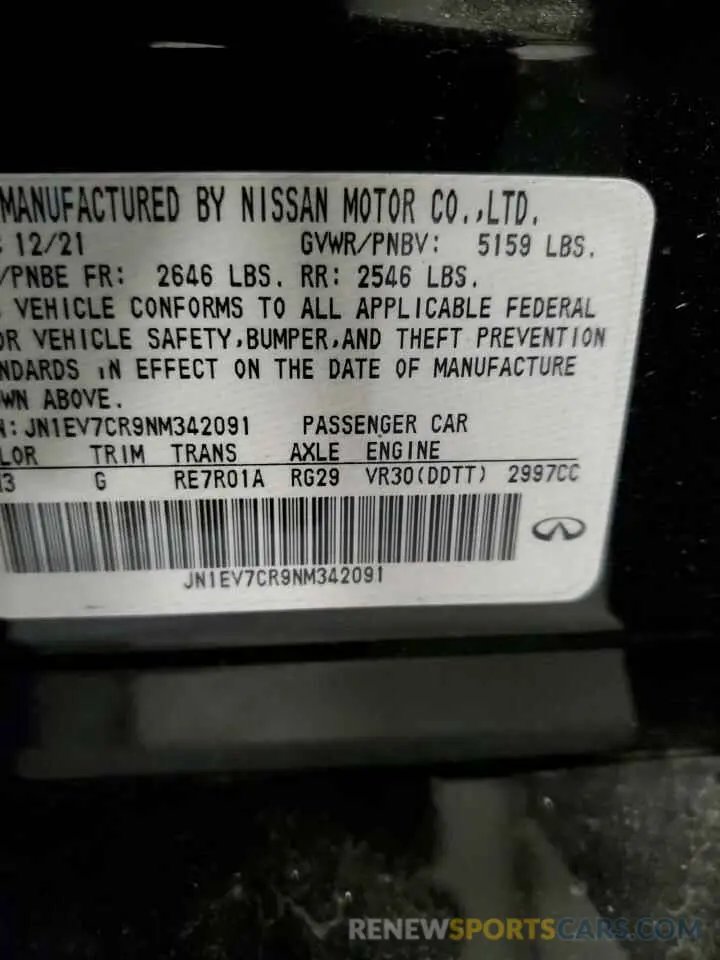 MANUFACTURED BY NISSAN MOTOR CO.,LTD.
: 12/21 GVWR/PNBV: 5159 LBS.
/PNBE FR: 2646 LBS. RR: 2546 LBS.
VEHICLE CONFORMS TO ALL APPLICABLE FEDERAL
OR VEHICLE SAFETY,BUMPER,AND THEFT PREVENTION
NDARDS IN EFFECT ON THE DATE OF MANUFACTURE
WN ABOVE.
N:JN1EV7CR9NM342091 PASSENGER CAR
LOR TRIM TRANS AXLE ENGINE
G RE7R01A RG29 VR30(DDTT) 2997CC
JN1EV7CR9NM342091
RENEWSPORTSCARS.COM